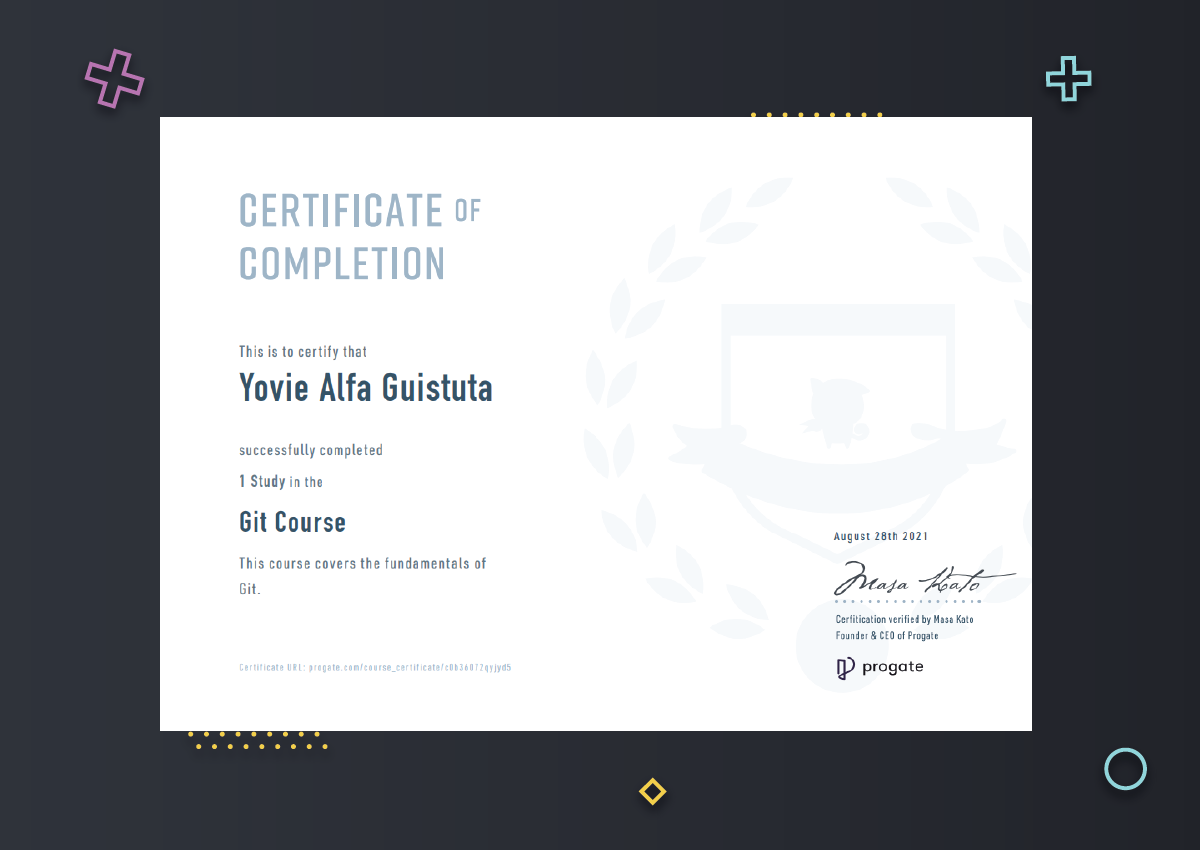 CERTIFICATE OF
COMPLETION
This is to certify that
Yovie Alfa Guistuta
successfully completed
1 Study in the
Git Course
This course covers the fundamentals of
Git.
August 28th 2021
Masa Kato
Cerfitication verified by Masa Kato
Founder & CEO of Progate
progate
Certificate URL: progate.com/course_certificate/c0b36072qyjyd5